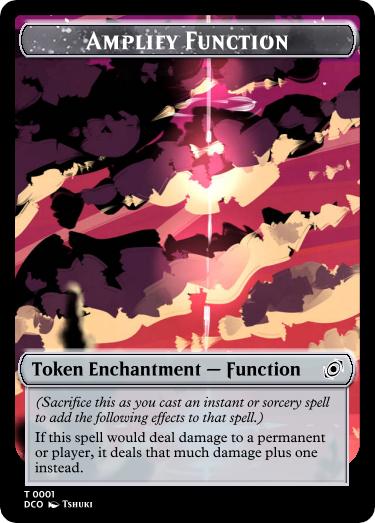 Amplify Function
Token Enchantment — Function
(Sacrifice this as you cast an instant or sorcery spell
to add the following effects to that spell.)
If this spell would deal damage to a permanent
or player, it deals that much damage plus one
instead.
T 0001
DCO Tshuki